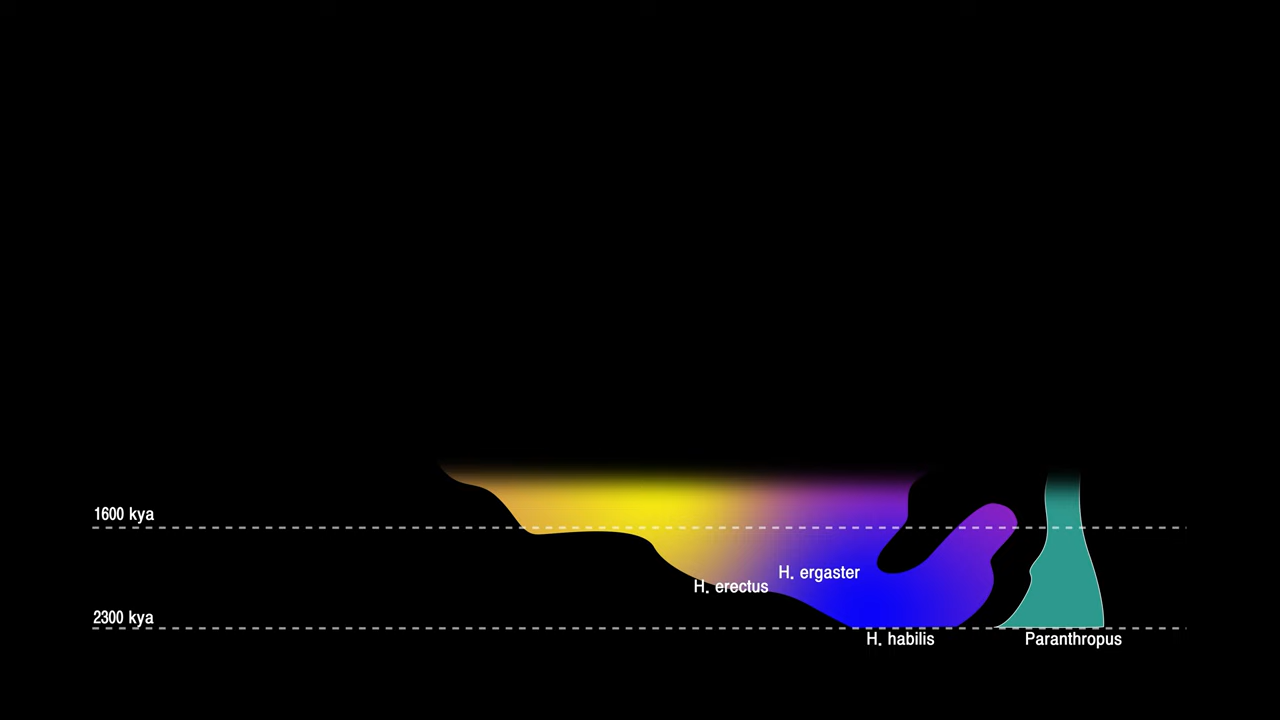 1600 kya
H. ergaster
H. erectus
2300 kya
H. habilis
Paranthropus